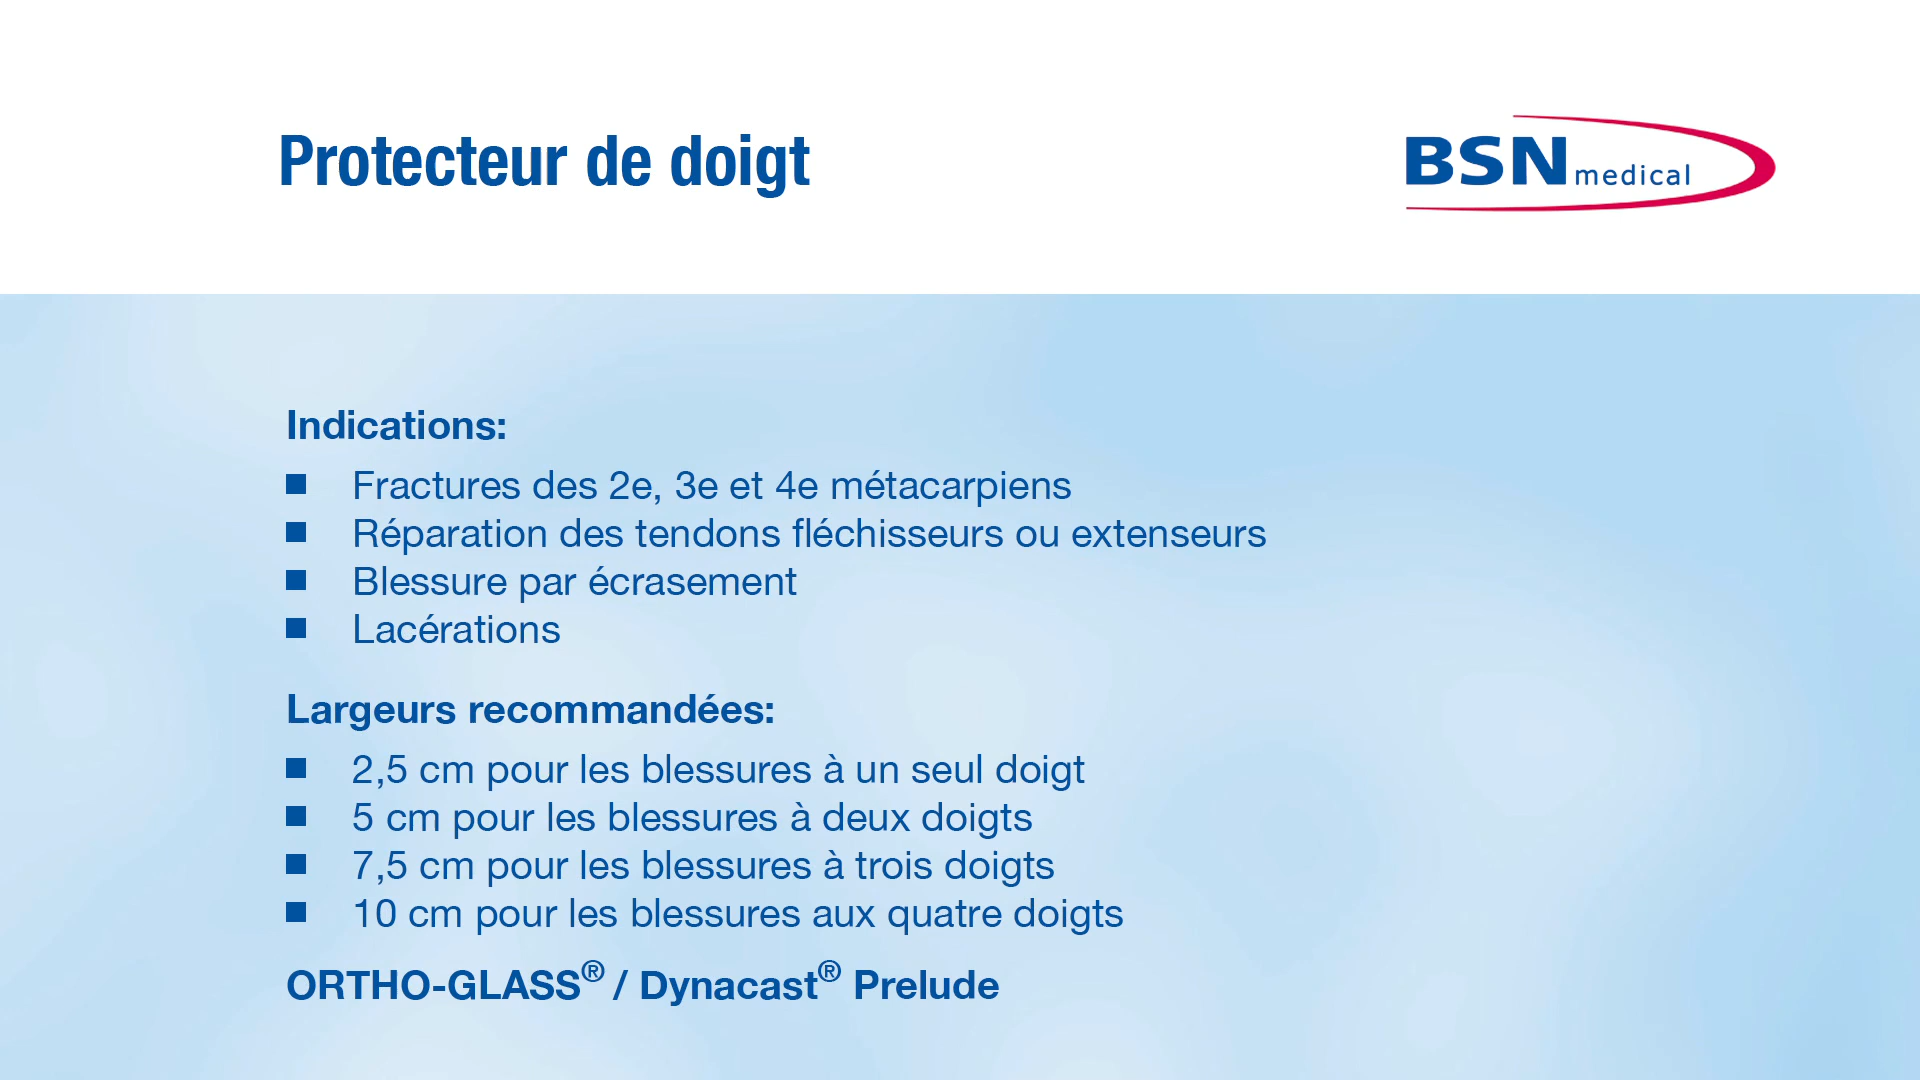 Protecteur de doigt
BSN medical
Indications:
■ Fractures des 2e, 3e et 4e métacarpiens
■ Réparation des tendons fléchisseurs ou extenseurs
■ Blessure par écrasement
■ Lacérations
Largeurs recommandées:
■ 2,5 cm pour les blessures à un seul doigt
■ 5 cm pour les blessures à deux doigts
■ 7,5 cm pour les blessures à trois doigts
■ 10 cm pour les blessures aux quatre doigts
ORTHO-GLASS® / Dynacast® Prelude